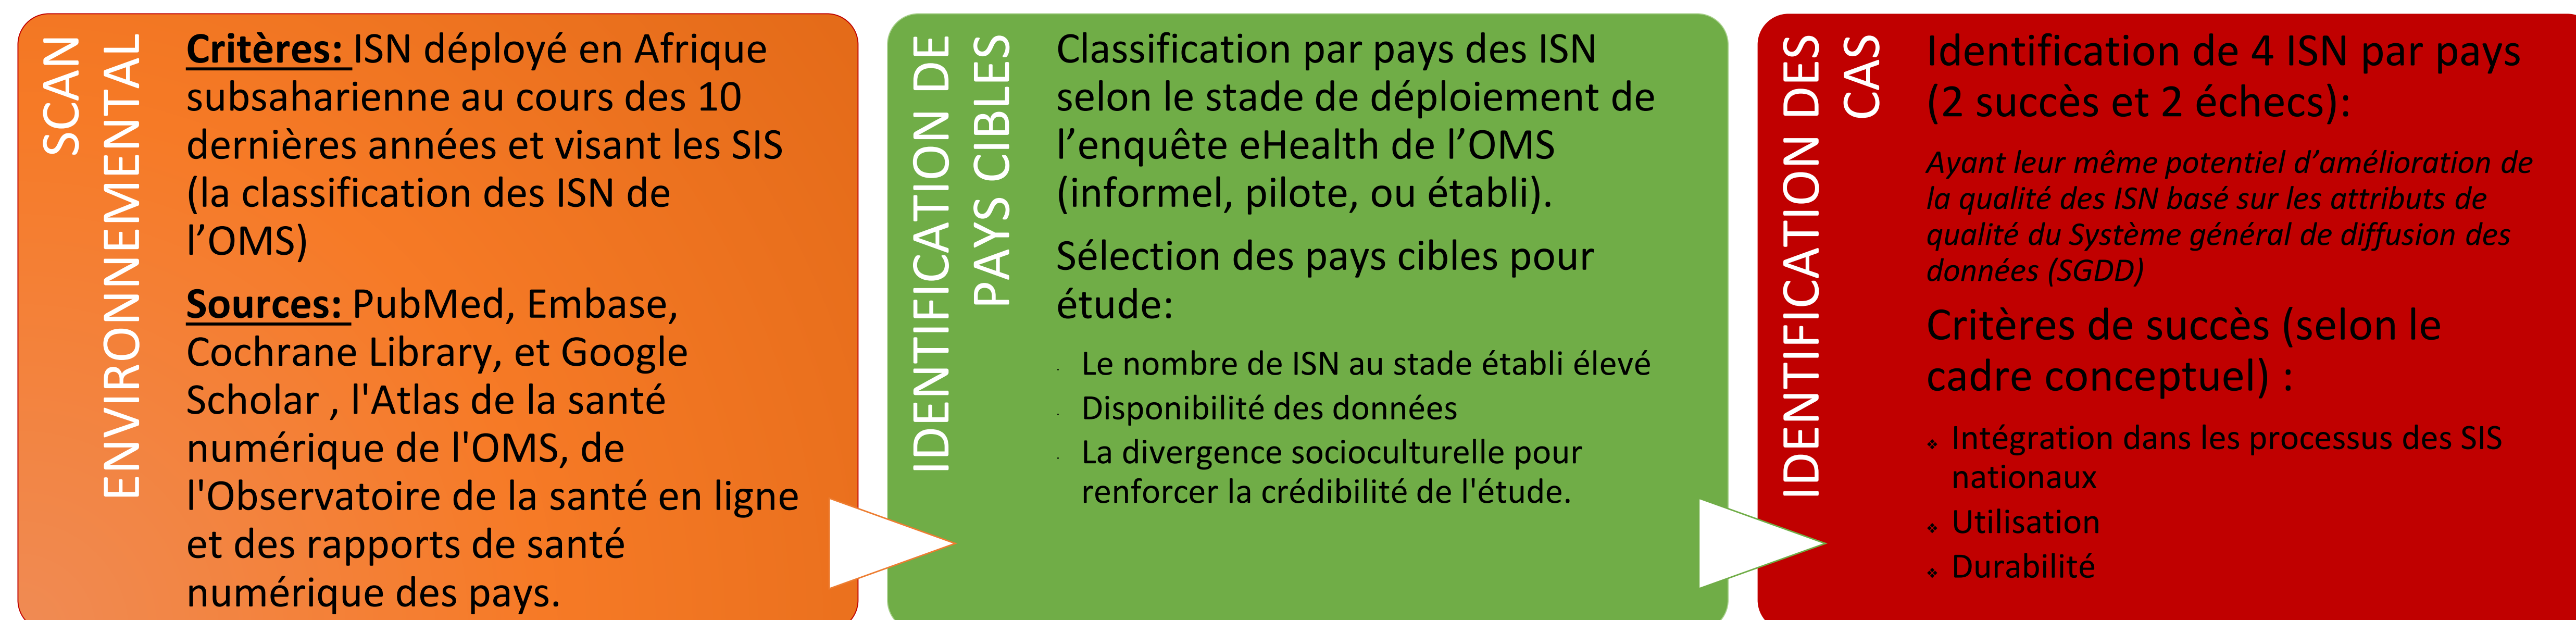 SCAN
ENVIRONNEMENTAL
Critères: ISN déployé en Afrique
subsaharienne au cours des 10
dernières années et visant les SIS
(la classification des ISN de
l’OMS)
Sources: PubMed, Embase,
Cochrane Library, et Google
Scholar , l'Atlas de la santé
numérique de l'OMS, de
l'Observatoire de la santé en ligne
et des rapports de santé
numérique des pays.
IDENTIFICATION DE
PAYS CIBLES
Classification par pays des ISN
selon le stade de déploiement de
l’enquête eHealth de l’OMS
(informel, pilote, ou établi).
Sélection des pays cibles pour
étude:
· Le nombre de ISN au stade établi élevé
· Disponibilité des données
· La divergence socioculturelle pour
renforcer la crédibilité de l'étude.
IDENTIFICATION DES
CAS
Identification de 4 ISN par pays
(2 succès et 2 échecs):
Ayant leur même potentiel d’amélioration de
la qualité des ISN basé sur les attributs de
qualité du Système général de diffusion des
données (SGDD)
Critères de succès (selon le
cadre conceptuel) :
❖ Intégration dans les processus des SIS
nationaux
❖ Utilisation
❖ Durabilité